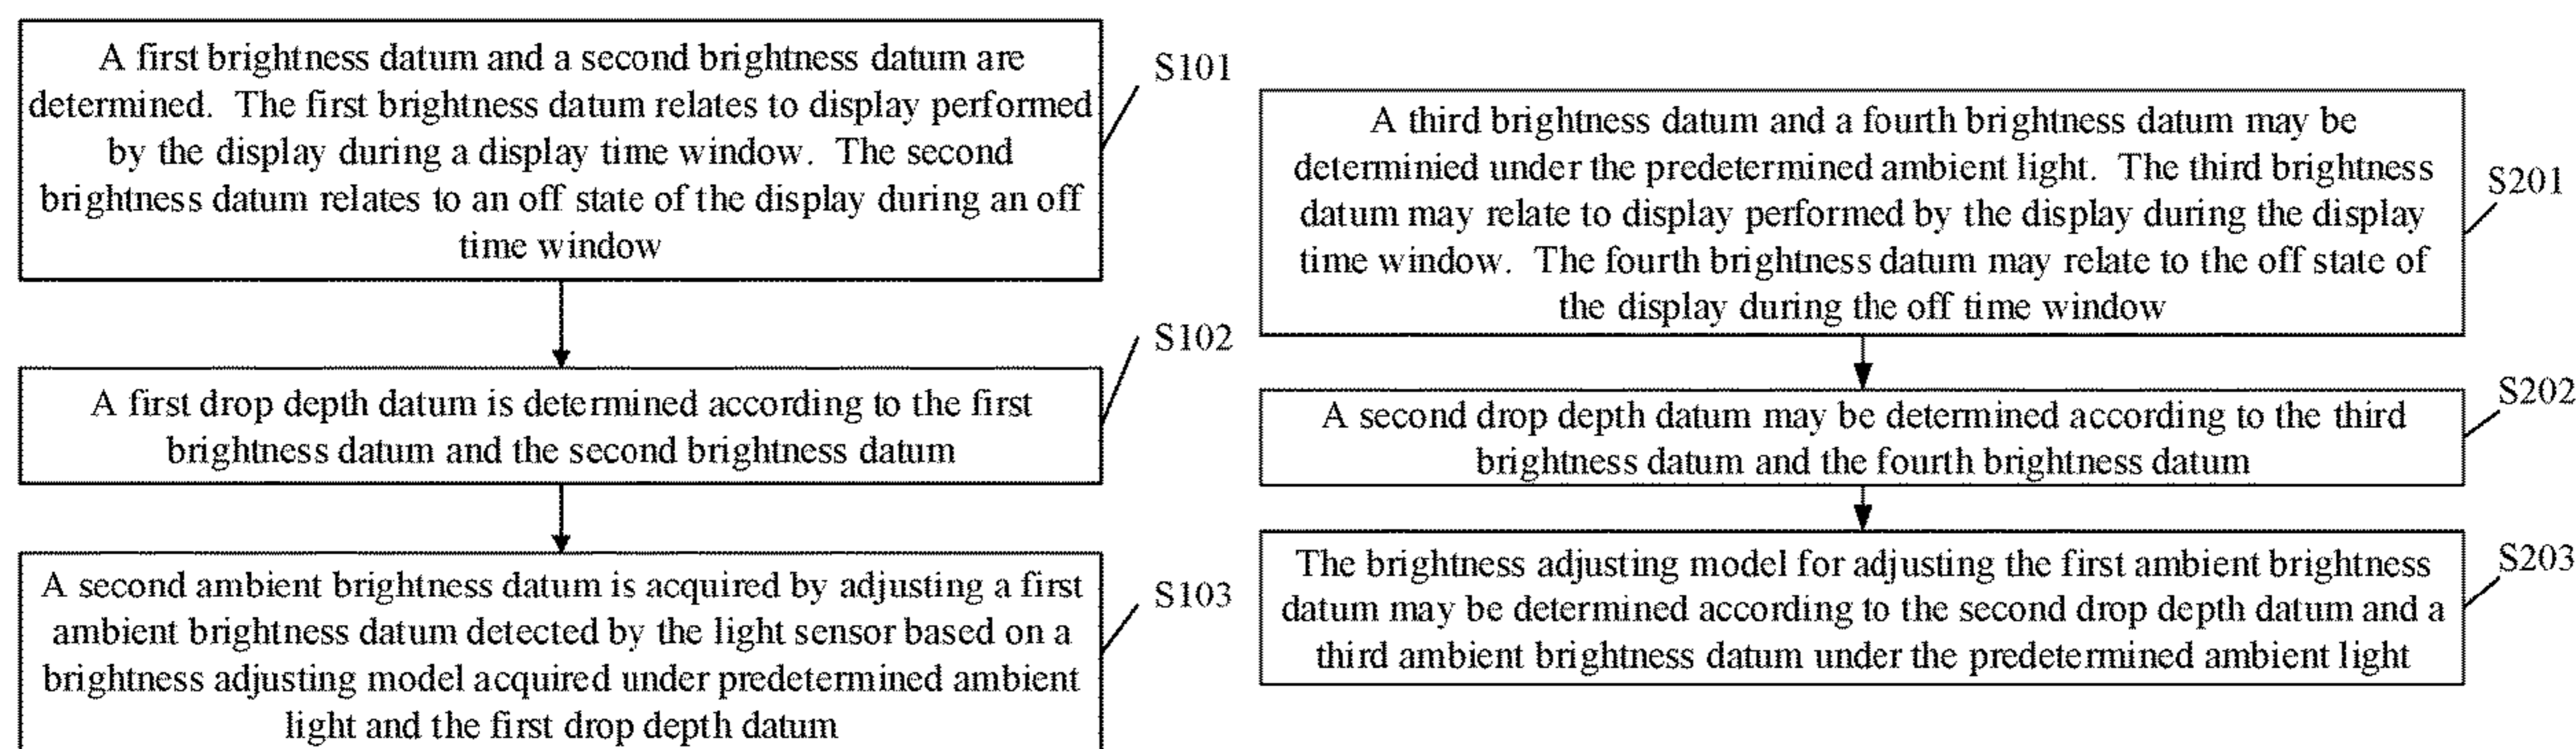 A first brightness datum and a second brightness datum are
determined. The first brightness datum relates to display performed
by the display during a display time window. The second
brightness datum relates to an off state of the display during an off
time window
S101
A first drop depth datum is determined according to the first
brightness datum and the second brightness datum
S102
A second ambient brightness datum is acquired by adjusting a first
ambient brightness datum detected by the light sensor based on a
brightness adjusting model acquired under predetermined ambient
light and the first drop depth datum
S103
A third brightness datum and a fourth brightness datum may be
determinied under the predetermined ambient light. The third brightness
datum may relate to display performed by the display during the display
time window. The fourth brightness datum may relate to the off state of
the display during the off time window
S201
A second drop depth datum may be determined according to the third
brightness datum and the fourth brightness datum
S202
The brightness adjusting model for adjusting the first ambient brightness
datum may be determined according to the second drop depth datum and a
third ambient brightness datum under the predetermined ambient light
S203